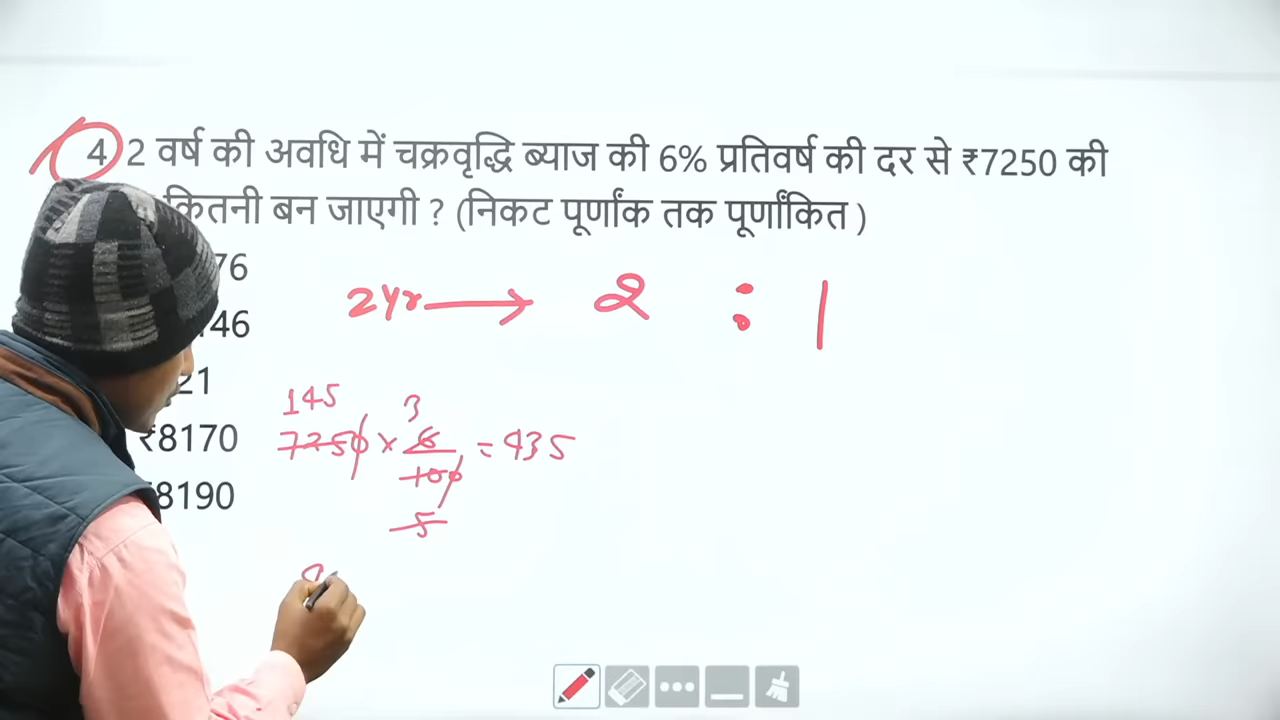 4 2 वर्ष की अवधि में चक्रवृद्धि ब्याज की 6% प्रतिवर्ष की दर से ₹7250 की
कितनी बन जाएगी ? (निकट पूर्णांक तक पूर्णांकित )
76
2yr → 2 : 1
46
21
145 3
₹8170 7250 × 6/100 = 435
5
₹8190